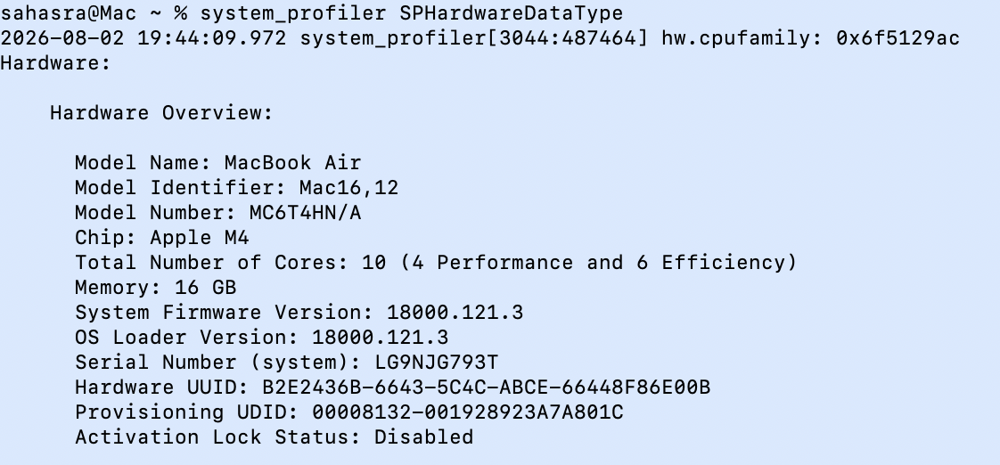 sahasra@Mac ~ % system_profiler SPHardwareDataType
2026-08-02 19:44:09.972 system_profiler[3044:487464] hw.cpufamily: 0x6f5129ac
Hardware:
Hardware Overview:
Model Name: MacBook Air
Model Identifier: Mac16,12
Model Number: MC6T4HN/A
Chip: Apple M4
Total Number of Cores: 10 (4 Performance and 6 Efficiency)
Memory: 16 GB
System Firmware Version: 18000.121.3
OS Loader Version: 18000.121.3
Serial Number (system): LG9NJG793T
Hardware UUID: B2E2436B-6643-5C4C-ABCE-66448F86E00B
Provisioning UDID: 00008132-001928923A7A801C
Activation Lock Status: Disabled